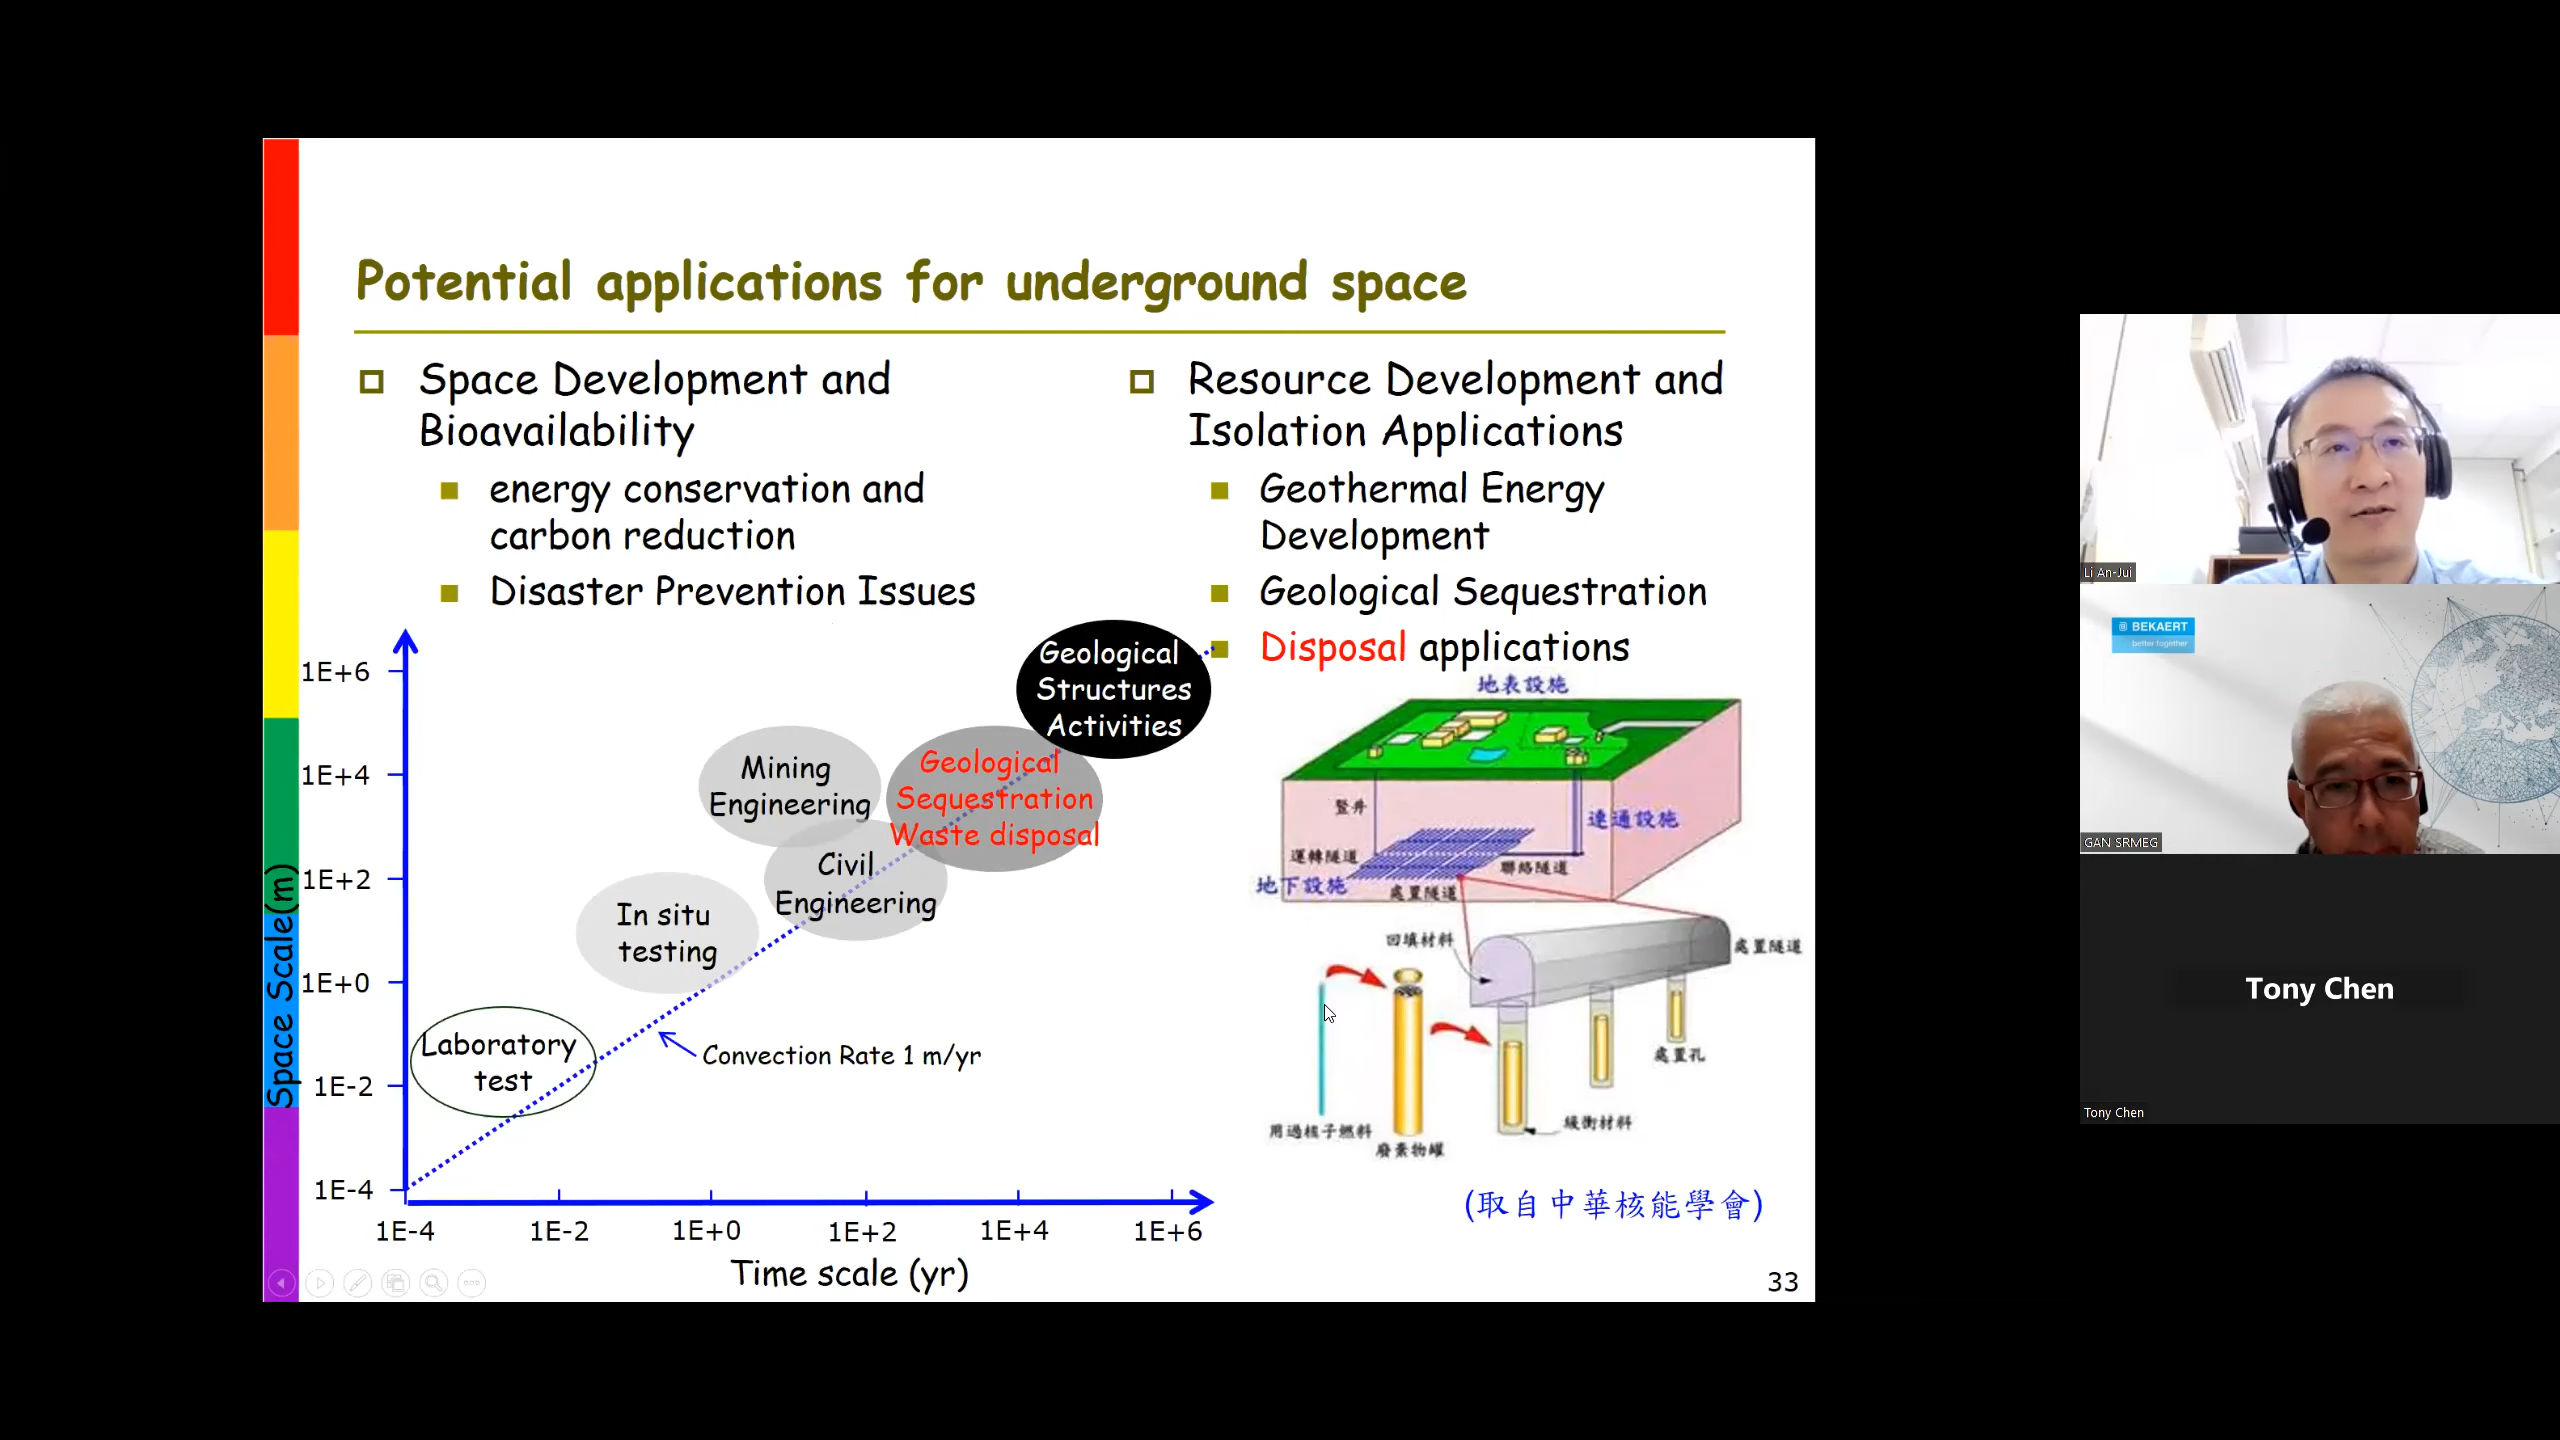 Potential applications for underground space
Space Development and
Bioavailability
energy conservation and
carbon reduction
Disaster Prevention Issues
Resource Development and
Isolation Applications
Geothermal Energy
Development
Geological Sequestration
Disposal applications
Space Scale(m)
1E+6
1E+4
1E+2
1E+0
1E-2
1E-4
Geological
Structures
Activities
Geological
Sequestration
Waste disposal
Mining
Engineering
Civil
Engineering
In situ
testing
Laboratory
test
Convection Rate 1 m/yr
1E-4
1E-2
1E+0
1E+2
1E+4
1E+6
Time scale (yr)
地表設施
豎井
連通設施
運轉隧道
聯絡隧道
地下設施
處置隧道
回填材料
處置隧道
處置孔
緩衝材料
用過核子燃料
廢棄物罐
(取自中華核能學會)
33
Li An-Jui
BEKAERT
better together
GAN SRMEG
Tony Chen
Tony Chen